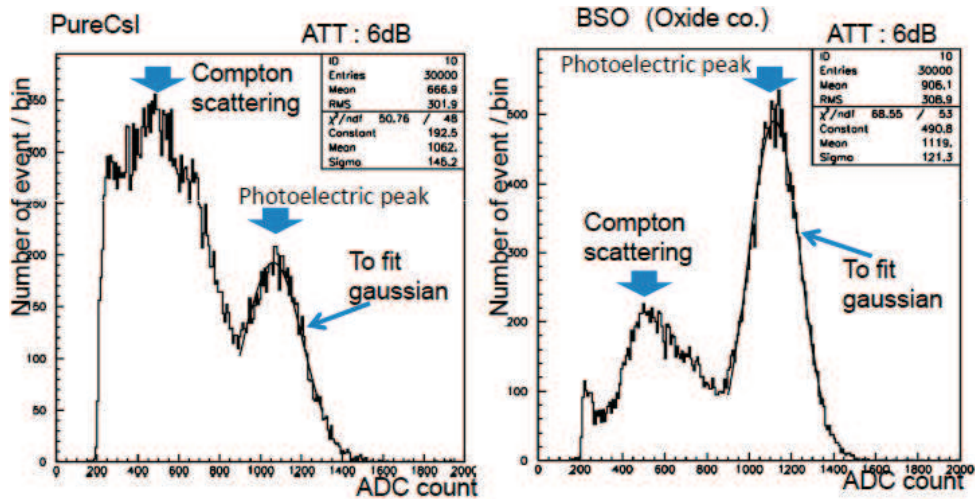 PureCsI
ATT : 6dB
ID 10
Entries 30000
Mean 666.9
RMS 301.9
χ²/ndf 50.76 / 48
Constant 192.5
Mean 1062.
Sigma 146.2
Compton
scattering
Photoelectric peak
To fit
gaussian
Number of event / bin
350
300
250
200
150
100
50
0
0 200 400 600 800 1000 1200 1400 1600 1800 2000
ADC count
BSO (Oxide co.)
ATT : 6dB
ID 10
Entries 30000
Mean 906.1
RMS 308.9
χ²/ndf 68.55 / 53
Constant 490.8
Mean 1119.
Sigma 121.3
Photoelectric peak
Compton
scattering
To fit
gaussian
Number of event / bin
500
400
300
200
100
0
0 200 400 600 800 1000 1200 1400 1600 1800 2000
ADC count